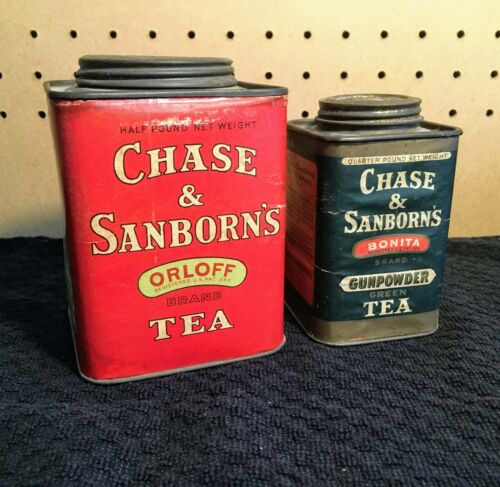 HALF POUND NET WEIGHT
CHASE
&
SANBORN'S
ORLOFF
REGISTERED U.S. PAT. OFF.
BRAND
TEA
QUARTER POUND NET WEIGHT
CHASE
&
SANBORN'S
BONITA
BRAND
GUNPOWDER
GREEN
TEA